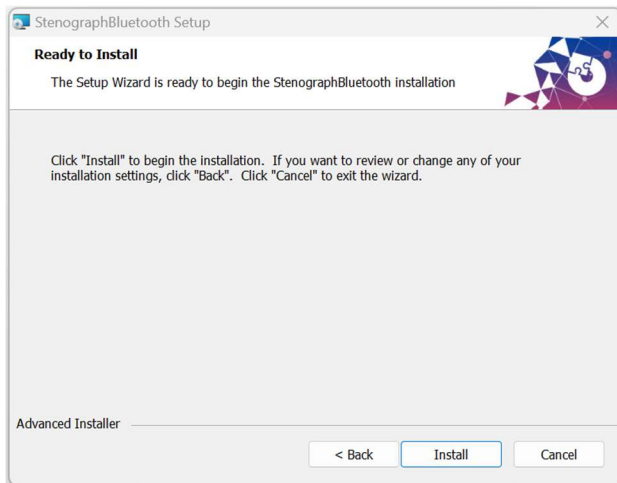 StenographBluetooth Setup
Ready to Install
The Setup Wizard is ready to begin the StenographBluetooth installation
Click "Install" to begin the installation.  If you want to review or change any of your
installation settings, click "Back".  Click "Cancel" to exit the wizard.
Advanced Installer
< Back
Install
Cancel